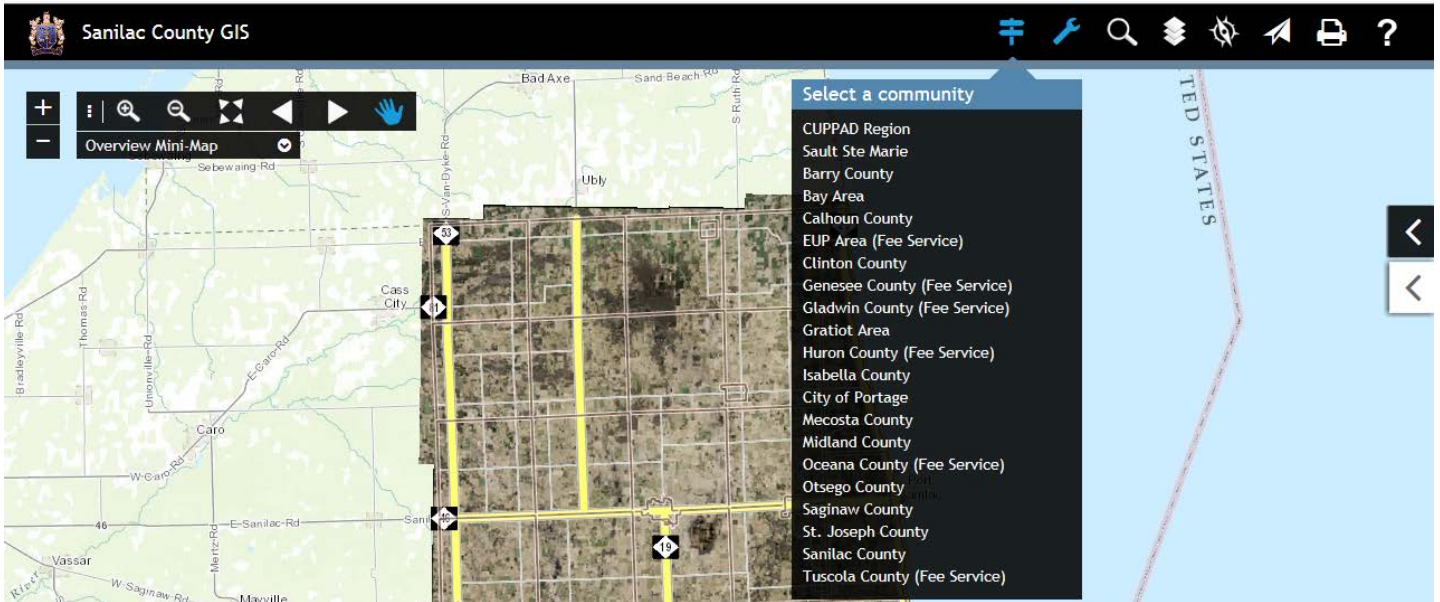 Sanilac County GIS
?
Bad Axe
Sand Beach Rd
S-Ruth-Rd
S-Van-Dyke-Rd
+
−
Overview Mini-Map
Sebewaing-Rd
Ubly
Select a community
CUPPAD Region
Sault Ste Marie
Barry County
Bay Area
Calhoun County
EUP Area (Fee Service)
Clinton County
Genesee County (Fee Service)
Gladwin County (Fee Service)
Gratiot Area
Huron County (Fee Service)
Isabella County
City of Portage
Mecosta County
Midland County
Oceana County (Fee Service)
Otsego County
Saginaw County
St. Joseph County
Sanilac County
Tuscola County (Fee Service)
TED STATES
53
Cass
City
81
Bradleyville-Rd
Thomas-Rd
Unionville-Rd
E-Caro-Rd
Caro
W-Caro-Rd
46
E-Sanilac-Rd
Sanil
46
19
Mertz-Rd
Vassar
River
W-Saginaw-Rd
Mayville